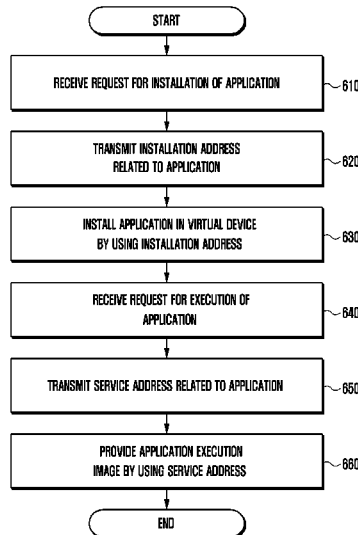 START
RECEIVE REQUEST FOR INSTALLATION OF APPLICATION
610
TRANSMIT INSTALLATION ADDRESS
RELATED TO APPLICATION
620
INSTALL APPLICATION IN VIRTUAL DEVICE
BY USING INSTALLATION ADDRESS
630
RECEIVE REQUEST FOR EXECUTION OF
APPLICATION
640
TRANSMIT SERVICE ADDRESS RELATED TO APPLICATION
650
PROVIDE APPLICATION EXECUTION
IMAGE BY USING SERVICE ADDRESS
660
END